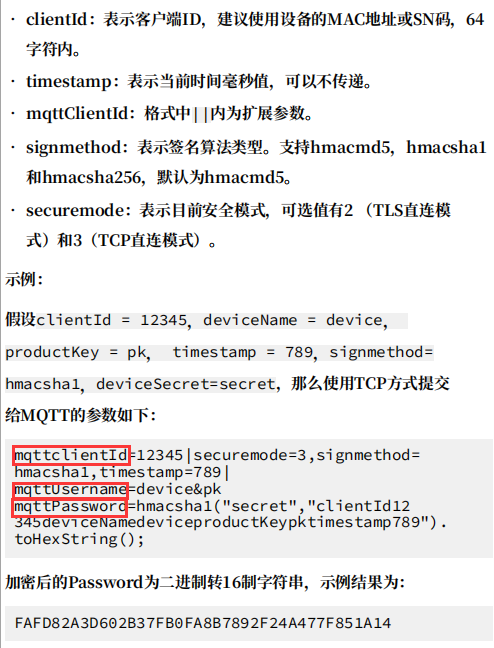 · clientId：表示客户端ID，建议使用设备的MAC地址或SN码，64
字符内。
· timestamp：表示当前时间毫秒值，可以不传递。
· mqttClientId：格式中||内为扩展参数。
· signmethod：表示签名算法类型。支持hmacmd5，hmacsha1
和hmacsha256，默认为hmacmd5。
· securemode：表示目前安全模式，可选值有2 （TLS直连模
式）和3（TCP直连模式）。
示例：
假设clientId = 12345，deviceName = device，
productKey = pk， timestamp = 789，signmethod=
hmacsha1，deviceSecret=secret，那么使用TCP方式提交
给MQTT的参数如下：
mqttclientId=12345|securemode=3,signmethod=
hmacsha1,timestamp=789|
mqttUsername=device&pk
mqttPassword=hmacsha1("secret","clientId12
345deviceNamedeviceproductKeypktimestamp789").
toHexString();
加密后的Password为二进制转16制字符串，示例结果为：
FAFD82A3D602B37FB0FA8B7892F24A477F851A14